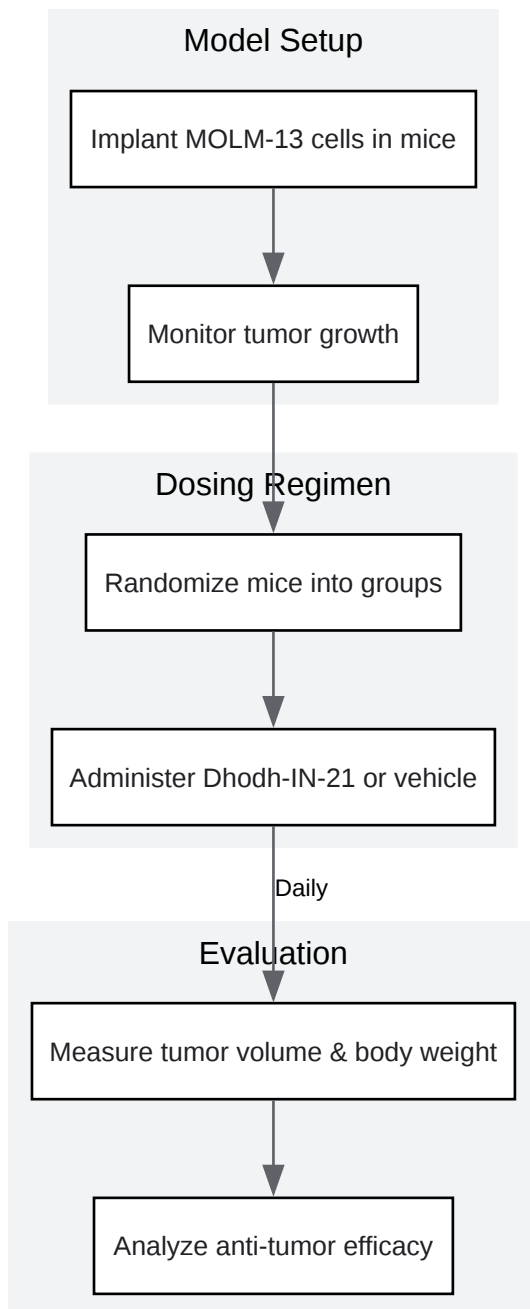 Model Setup
Implant MOLM-13 cells in mice
Monitor tumor growth
Dosing Regimen
Randomize mice into groups
Administer Dhodh-IN-21 or vehicle
Daily
Evaluation
Measure tumor volume & body weight
Analyze anti-tumor efficacy